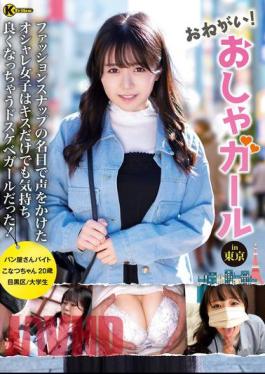 おねがい!
おしゃガール
in
東京
ファッションスナップの名目で声をかけた
オシャレ女子はキスだけでも気持ち
良くなっちゃうドスケベガールだった!
パン屋さんバイト
こなつちゃん 20歳
目黒区/大学生